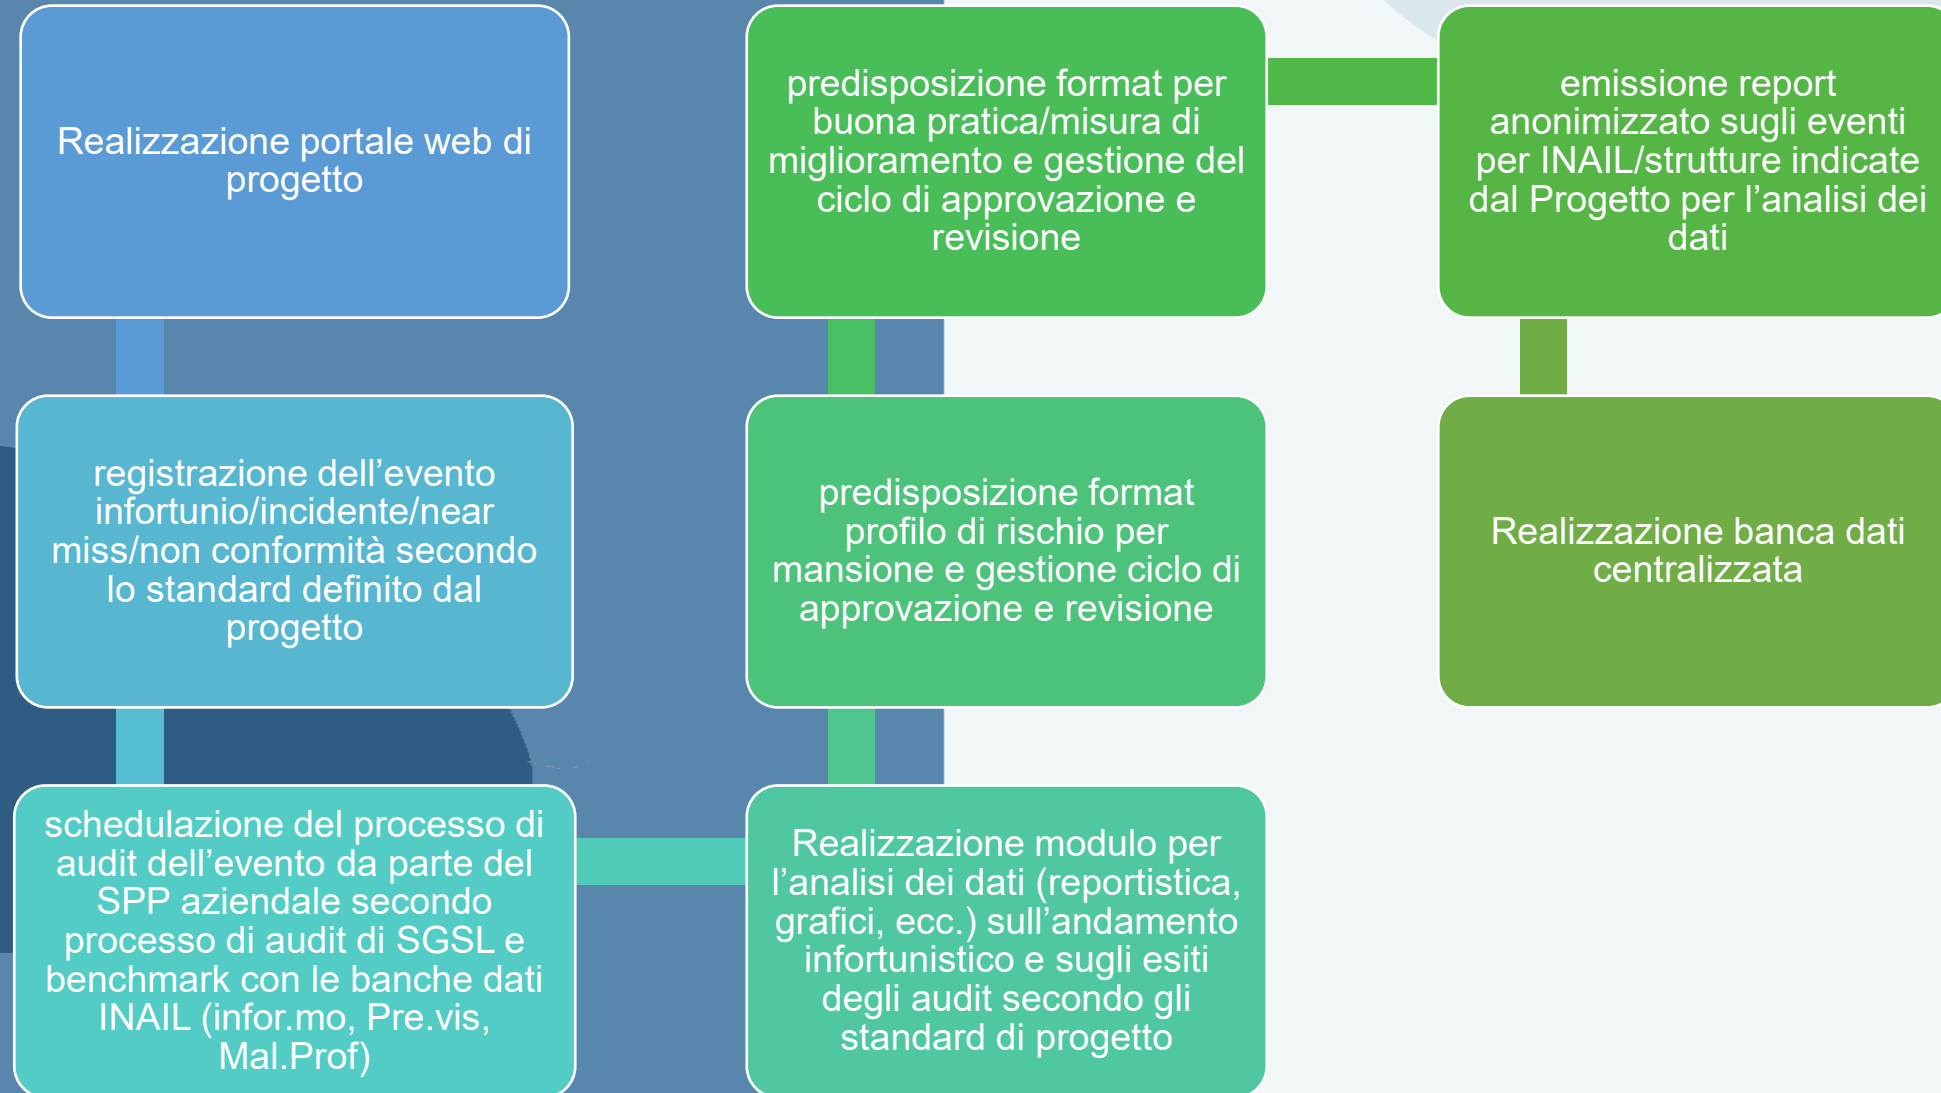 Realizzazione portale web di
progetto
registrazione dell’evento
infortunio/incidente/near
miss/non conformità secondo
lo standard definito dal
progetto
schedulazione del processo di
audit dell’evento da parte del
SPP aziendale secondo
processo di audit di SGSL e
benchmark con le banche dati
INAIL (infor.mo, Pre.vis,
Mal.Prof)
Realizzazione modulo per
l’analisi dei dati (reportistica,
grafici, ecc.) sull’andamento
infortunistico e sugli esiti
degli audit secondo gli
standard di progetto
predisposizione format
profilo di rischio per
mansione e gestione ciclo di
approvazione e revisione
predisposizione format per
buona pratica/misura di
miglioramento e gestione del
ciclo di approvazione e
revisione
emissione report
anonimizzato sugli eventi
per INAIL/strutture indicate
dal Progetto per l’analisi dei
dati
Realizzazione banca dati
centralizzata